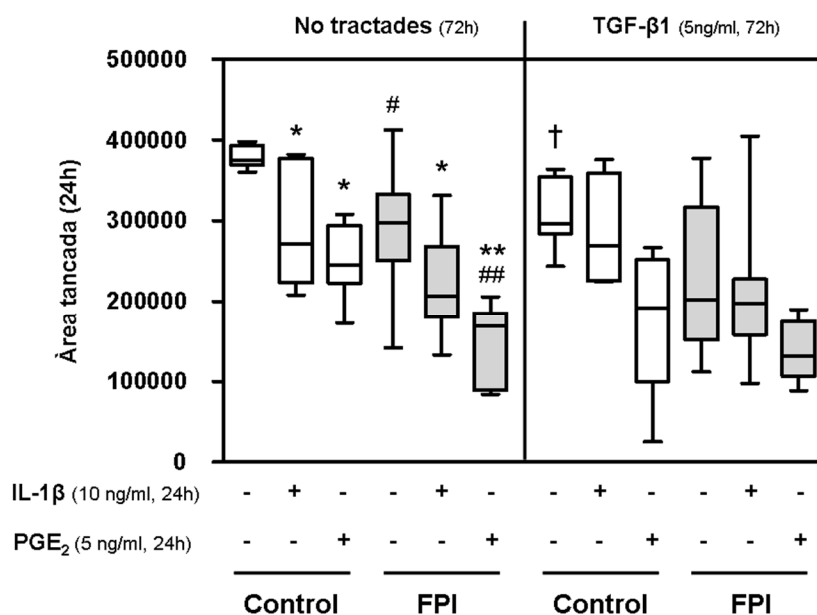 No tractades (72h) TGF-β1 (5ng/ml, 72h)
500000
400000
300000
200000
100000
0
Àrea tancada (24h)
* * # * ** ## †
IL-1β (10 ng/ml, 24h) - + - - + - - + - - + -
PGE2 (5 ng/ml, 24h) - - + - - + - - + - - +
Control FPI Control FPI